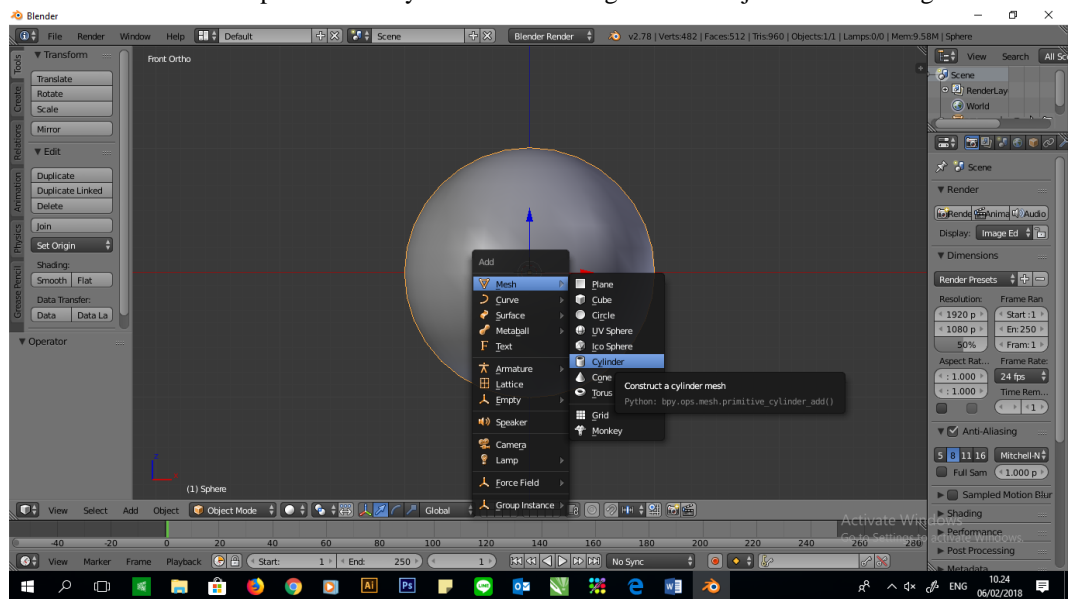 Blender
File Render Window Help Default Scene Blender Render v2.78 | Verts:482 | Faces:512 | Tris:960 | Objects:1/1 | Lamps:0/0 | Mem:9.58M | Sphere
Tools
Create
Relations
Animation
Physics
Grease Pencil
Transform
Translate
Rotate
Scale
Mirror
Edit
Duplicate
Duplicate Linked
Delete
Join
Set Origin
Shading:
Smooth Flat
Data Transfer:
Data Data La
Operator
Front Ortho
Add
Mesh
Curve
Surface
Metaball
Text
Armature
Lattice
Empty
Speaker
Camera
Lamp
Force Field
Group Instance
Plane
Cube
Circle
UV Sphere
Ico Sphere
Cylinder
Cone
Torus
Grid
Monkey
Construct a cylinder mesh
Python: bpy.ops.mesh.primitive_cylinder_add()
z
(1) Sphere
View Search All Sc
Scene
RenderLay
World
Scene
Render
Rende Anima Audio
Display: Image Ed
Dimensions
Render Presets
Resolution: Frame Ran
1920 p Start :1
1080 p En: 250
50% Fram: 1
Aspect Rat... Frame Rate:
: 1.000 24 fps
: 1.000 Time Rem...
1
Anti-Aliasing
5 8 11 16 Mitchell-N
Full Sam 1.000 p
Sampled Motion Blur
Shading
Performance
Post Processing
Metadata
View Select Add Object Object Mode Global
Activate Windows
Go to Settings to activate Windows.
-40 -20 0 20 40 60 80 100 120 140 160 180 200 220 240 260 280
View Marker Frame Playback Start: 1 End: 250 1 No Sync
Ai Ps ENG 10.24
06/02/2018